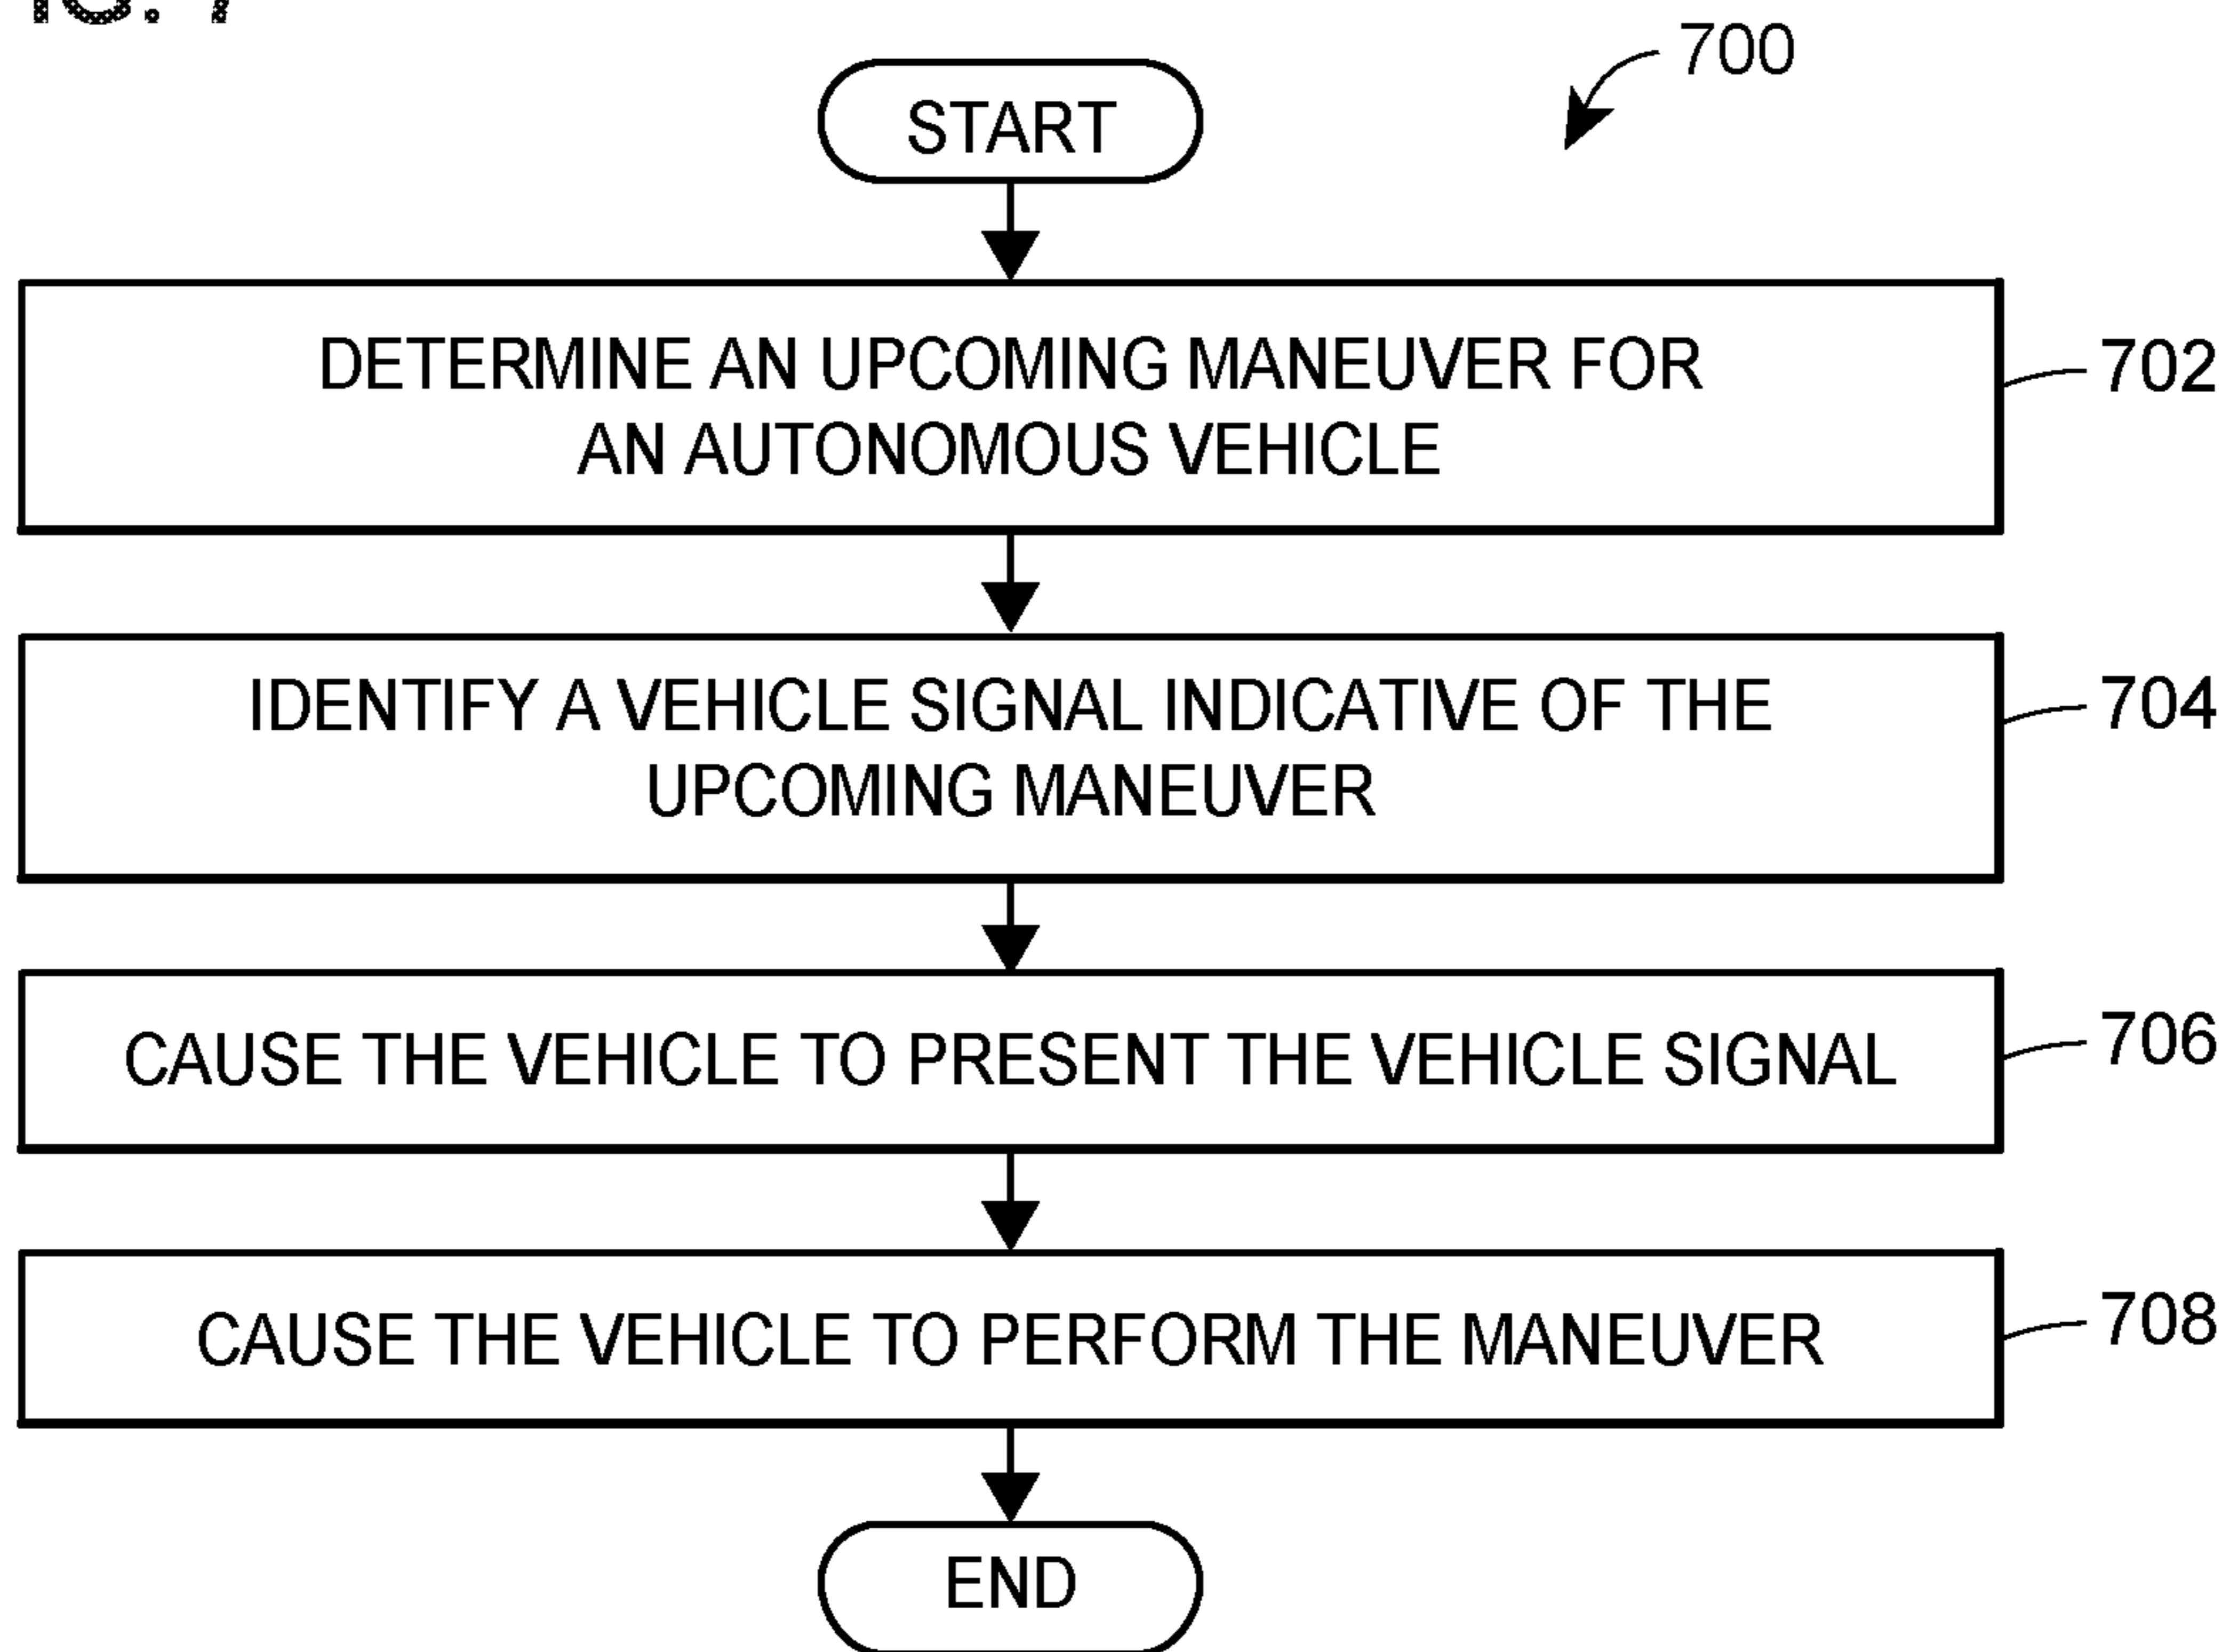 700
START
DETERMINE AN UPCOMING MANEUVER FOR
AN AUTONOMOUS VEHICLE
702
IDENTIFY A VEHICLE SIGNAL INDICATIVE OF THE
UPCOMING MANEUVER
704
CAUSE THE VEHICLE TO PRESENT THE VEHICLE SIGNAL
706
CAUSE THE VEHICLE TO PERFORM THE MANEUVER
708
END